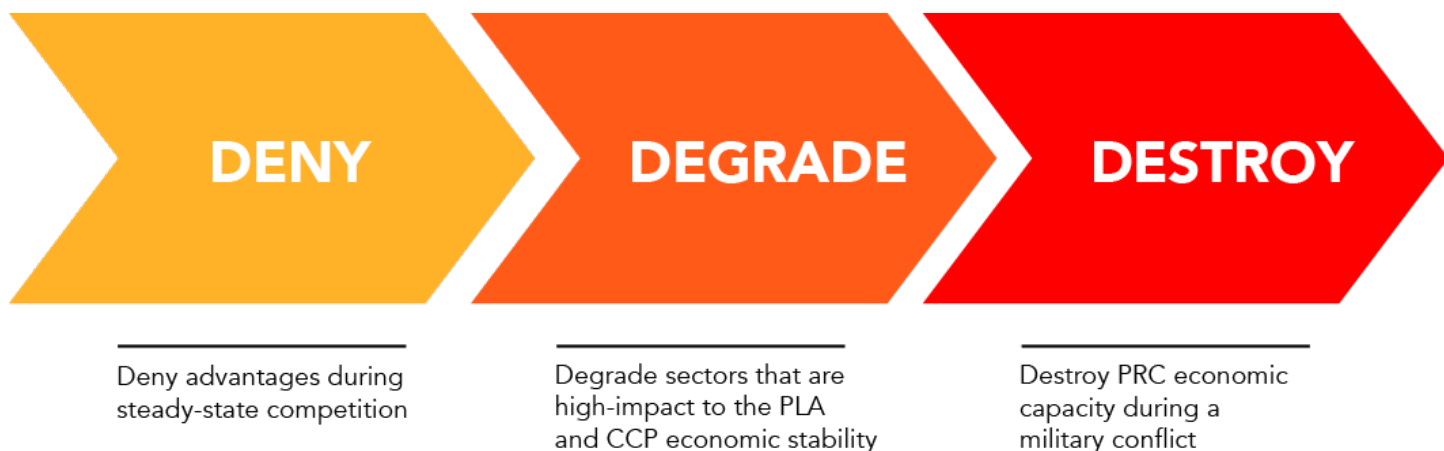 DENY
DEGRADE
DESTROY
Deny advantages during
steady-state competition
Degrade sectors that are
high-impact to the PLA
and CCP economic stability
Destroy PRC economic
capacity during a
military conflict